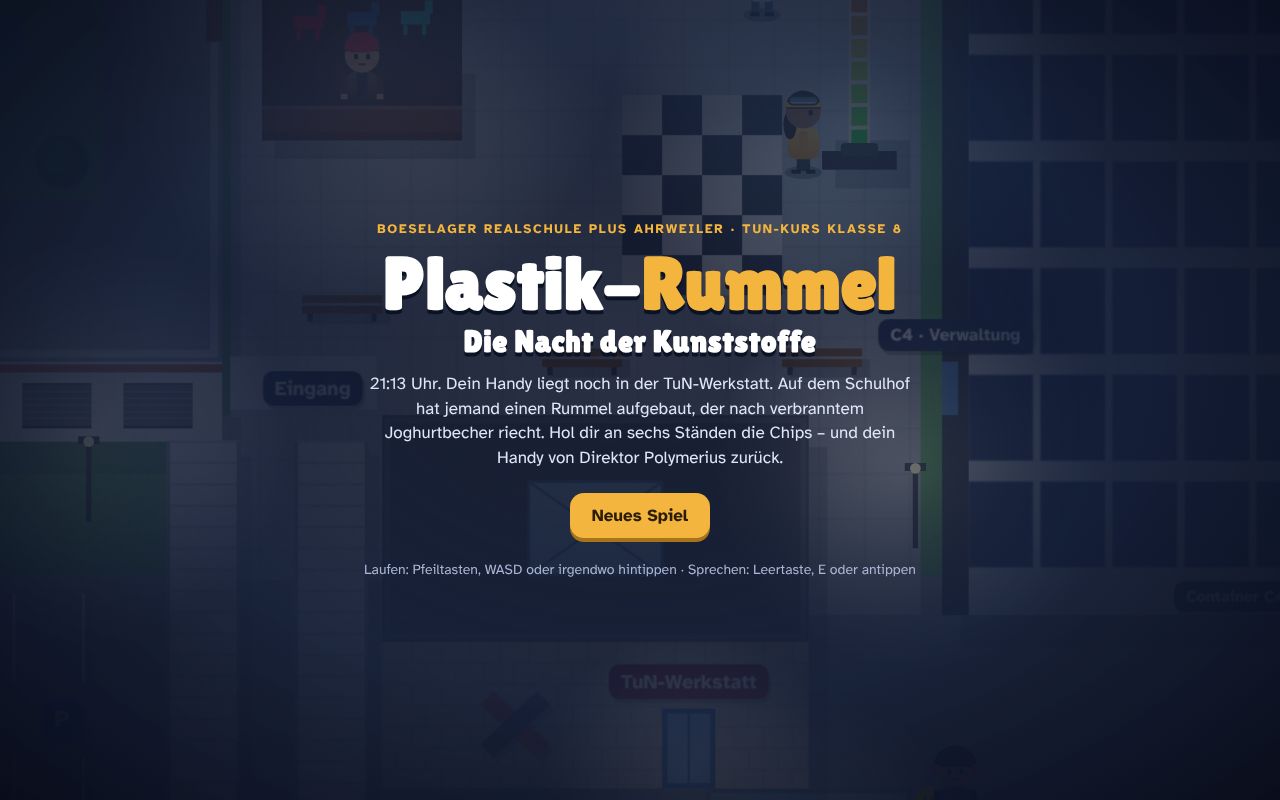 BOESELAGER REALSCHULE PLUS AHRWEILER · TUN-KURS KLASSE 8
Plastik–Rummel
Die Nacht der Kunststoffe
C4 · Verwaltung
Eingang
21:13 Uhr. Dein Handy liegt noch in der TuN-Werkstatt. Auf dem Schulhof
hat jemand einen Rummel aufgebaut, der nach verbranntem
Joghurtbecher riecht. Hol dir an sechs Ständen die Chips – und dein
Handy von Direktor Polymerius zurück.
Neues Spiel
Laufen: Pfeiltasten, WASD oder irgendwo hintippen · Sprechen: Leertaste, E oder antippen
Container
TuN-Werkstatt
P